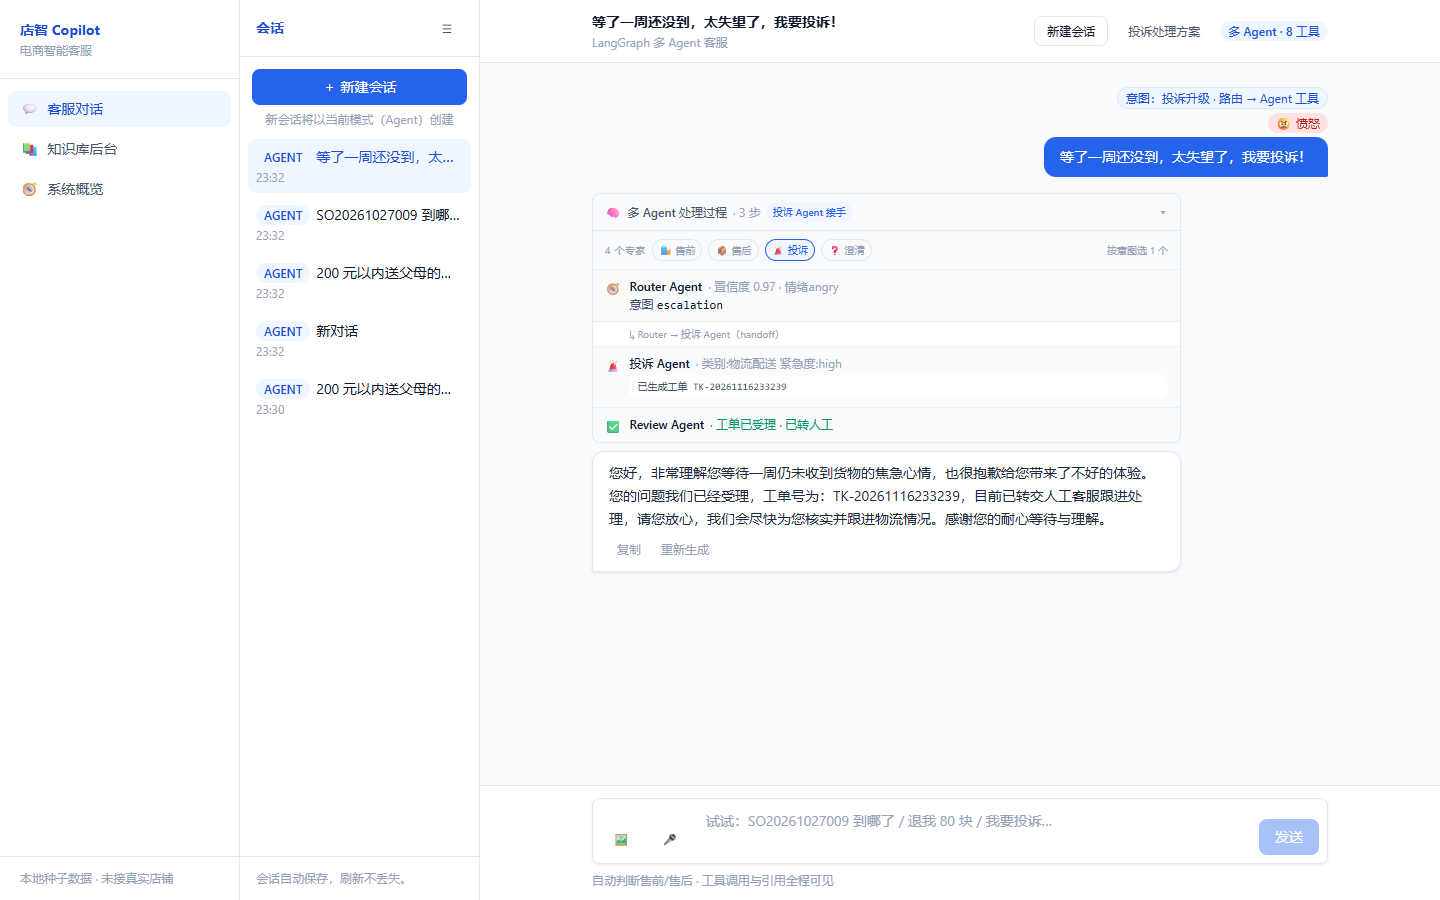 店智 Copilot
电商智能客服
客服对话
知识库后台
系统概览
本地种子数据 · 未接真实店铺
会话
☰
+ 新建会话
新会话将以当前模式（Agent）创建
AGENT 等了一周还没到，太...
23:32
AGENT SO20261027009 到哪...
23:32
AGENT 200 元以内送父母的...
23:32
AGENT 新对话
23:32
AGENT 200 元以内送父母的...
23:30
会话自动保存，刷新不丢失。
等了一周还没到，太失望了，我要投诉！
LangGraph 多 Agent 客服
新建会话
投诉处理方案
多 Agent · 8 工具
意图：投诉升级 · 路由 → Agent 工具
愤怒
等了一周还没到，太失望了，我要投诉！
多 Agent 处理过程 · 3 步 投诉 Agent 接手
4 个专家 售前 售后 投诉 澄清 按意图选 1 个
Router Agent · 置信度 0.97 · 情绪angry
意图 escalation
↳ Router → 投诉 Agent（handoff）
投诉 Agent · 类别:物流配送 紧急度:high
已生成工单 TK-20261116233239
Review Agent · 工单已受理 · 已转人工
您好，非常理解您等待一周仍未收到货物的焦急心情，也很抱歉给您带来了不好的体验。
您的问题我们已经受理，工单号为：TK-20261116233239，目前已转交人工客服跟进处
理，请您放心，我们会尽快为您核实并跟进物流情况。感谢您的耐心等待与理解。
复制 重新生成
试试：SO20261027009 到哪了 / 退我 80 块 / 我要投诉...
发送
自动判断售前/售后 · 工具调用与引用全程可见